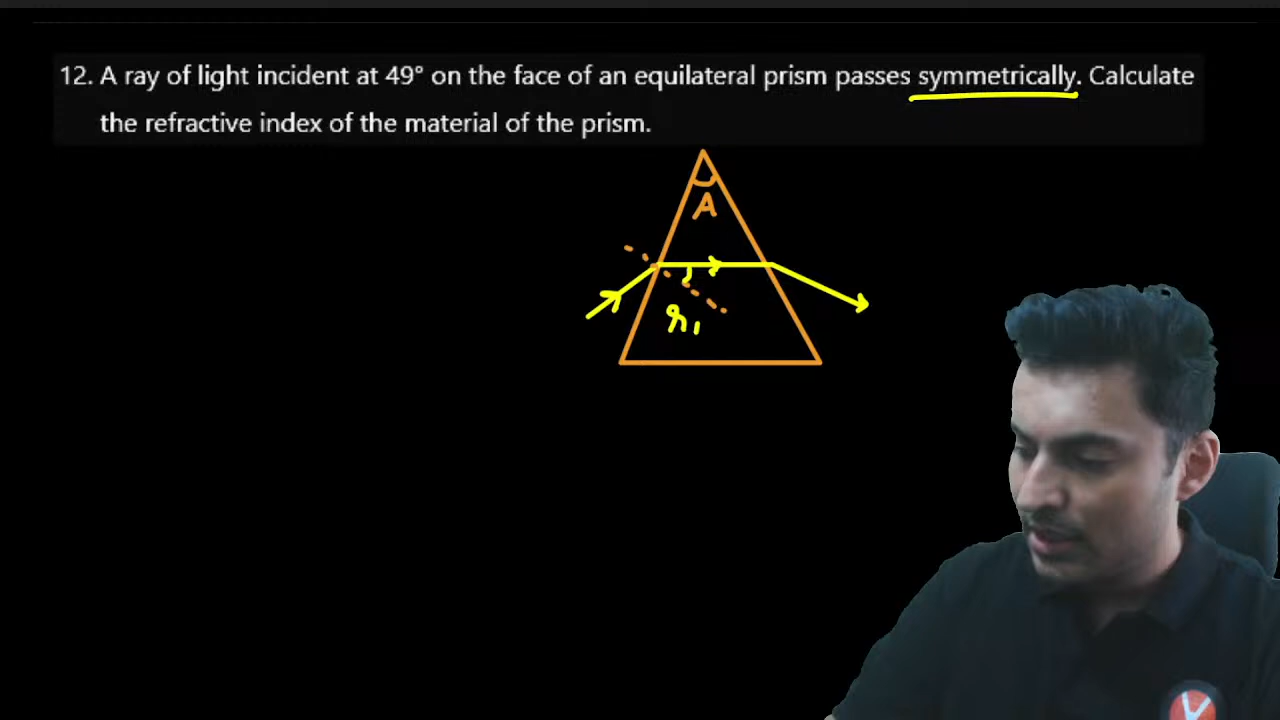 12. A ray of light incident at 49° on the face of an equilateral prism passes symmetrically. Calculate
the refractive index of the material of the prism.
A
r₁